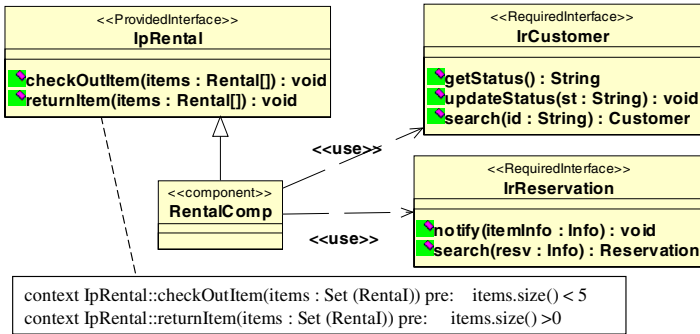 <<ProvidedInterface>>
IpRental
checkOutItem(items : Rental[]) : void
returnItem(items : Rental[]) : void
<<RequiredInterface>>
IrCustomer
getStatus() : String
updateStatus(st : String) : void
search(id : String) : Customer
<<use>>
<<component>>
RentalComp
<<use>>
<<RequiredInterface>>
IrReservation
notify(itemInfo : Info) : void
search(resv : Info) : Reservation
context IpRental::checkOutItem(items : Set (Rental)) pre: items.size() < 5
context IpRental::returnItem(items : Set (Rental)) pre: items.size() >0